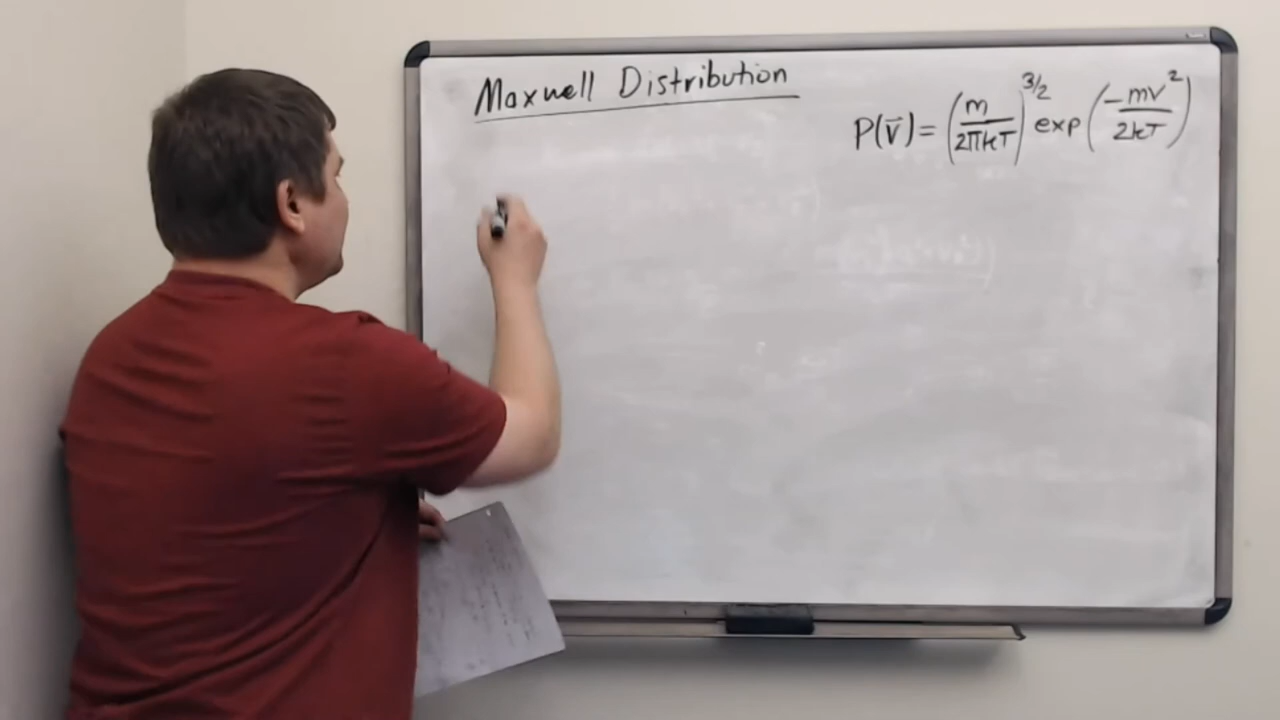 Maxwell Distribution
P(v̄) = (m/2πkT)^3/2 exp(-mv²/2kT)